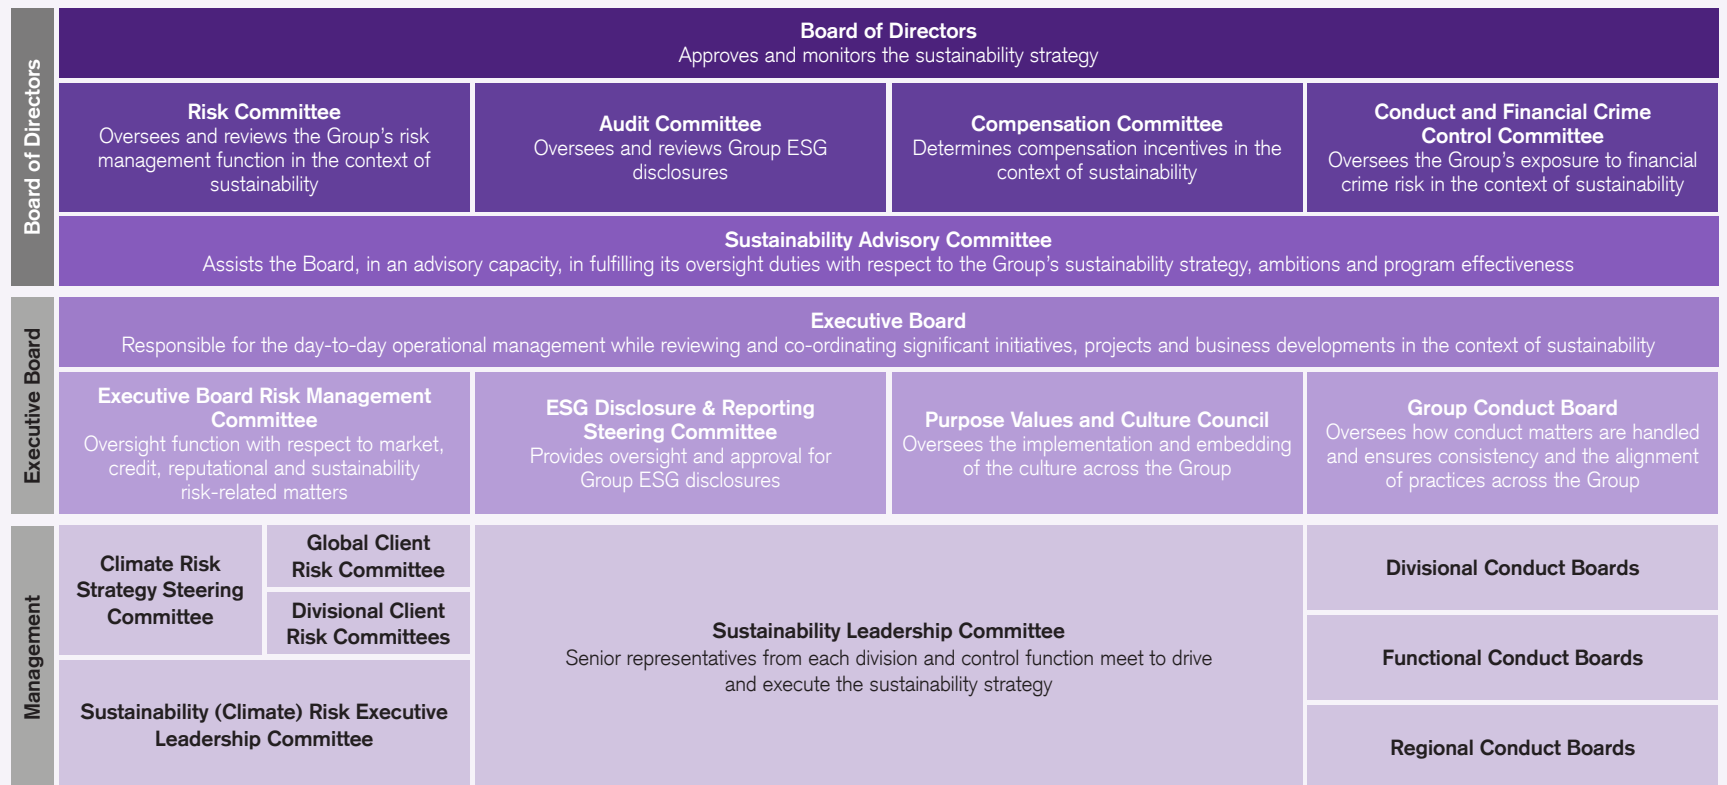 Board of Directors
Board of Directors
Approves and monitors the sustainability strategy
Risk Committee
Oversees and reviews the Group's risk
management function in the context of
sustainability
Audit Committee
Oversees and reviews Group ESG
disclosures
Compensation Committee
Determines compensation incentives in the
context of sustainability
Conduct and Financial Crime
Control Committee
Oversees the Group's exposure to financial
crime risk in the context of sustainability
Sustainability Advisory Committee
Assists the Board, in an advisory capacity, in fulfilling its oversight duties with respect to the Group's sustainability strategy, ambitions and program effectiveness
Executive Board
Executive Board
Responsible for the day-to-day operational management while reviewing and co-ordinating significant initiatives, projects and business developments in the context of sustainability
Executive Board Risk Management
Committee
Oversight function with respect to market,
credit, reputational and sustainability
risk-related matters
ESG Disclosure & Reporting
Steering Committee
Provides oversight and approval for
Group ESG disclosures
Purpose Values and Culture Council
Oversees the implementation and embedding
of the culture across the Group
Group Conduct Board
Oversees how conduct matters are handled
and ensures consistency and the alignment
of practices across the Group
Management
Climate Risk
Strategy Steering
Committee
Global Client
Risk Committee
Divisional Client
Risk Committees
Sustainability (Climate) Risk Executive
Leadership Committee
Sustainability Leadership Committee
Senior representatives from each division and control function meet to drive
and execute the sustainability strategy
Divisional Conduct Boards
Functional Conduct Boards
Regional Conduct Boards